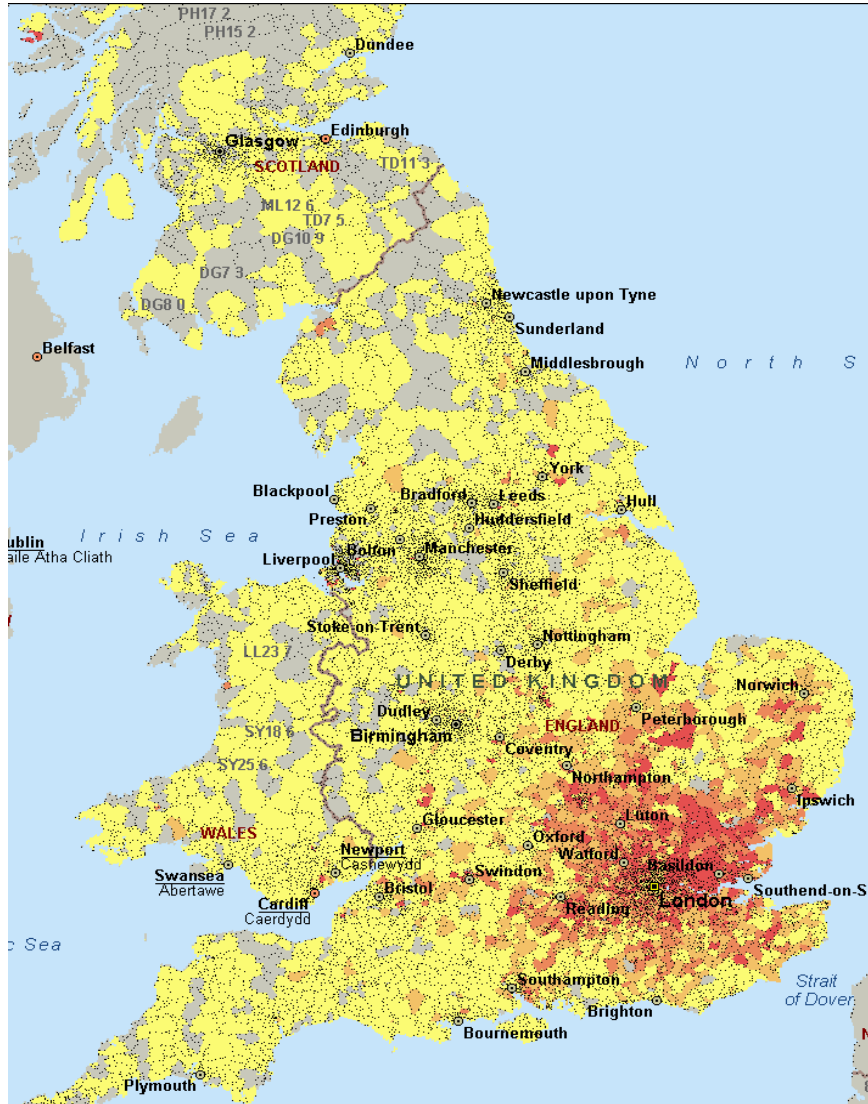 PH17 2
PH15 2
Dundee
Edinburgh
Glasgow
SCOTLAND
TD11 3
ML12 6
TD7 5
DG10 9
DG7 3
DG8 0
Newcastle upon Tyne
Sunderland
Belfast
Middlesbrough
North S
York
Blackpool
Bradford
Leeds
Hull
Preston
Huddersfield
Irish Sea
ublin
aile Átha Cliath
Liverpool
Bolton
Manchester
Sheffield
Stoke-on-Trent
Nottingham
LL23 7
Derby
UNITED KINGDOM
Norwich
Dudley
Peterborough
SY18 6
Birmingham
ENGLAND
Coventry
SY25 6
Northampton
Ipswich
Gloucester
Luton
WALES
Oxford
Newport
Casnewydd
Watford
Basildon
Swansea
Abertawe
Swindon
Southend-on-S
Cardiff
Caerdydd
Bristol
Reading
London
c Sea
Southampton
Strait
of Dover
Brighton
Bournemouth
N
Plymouth